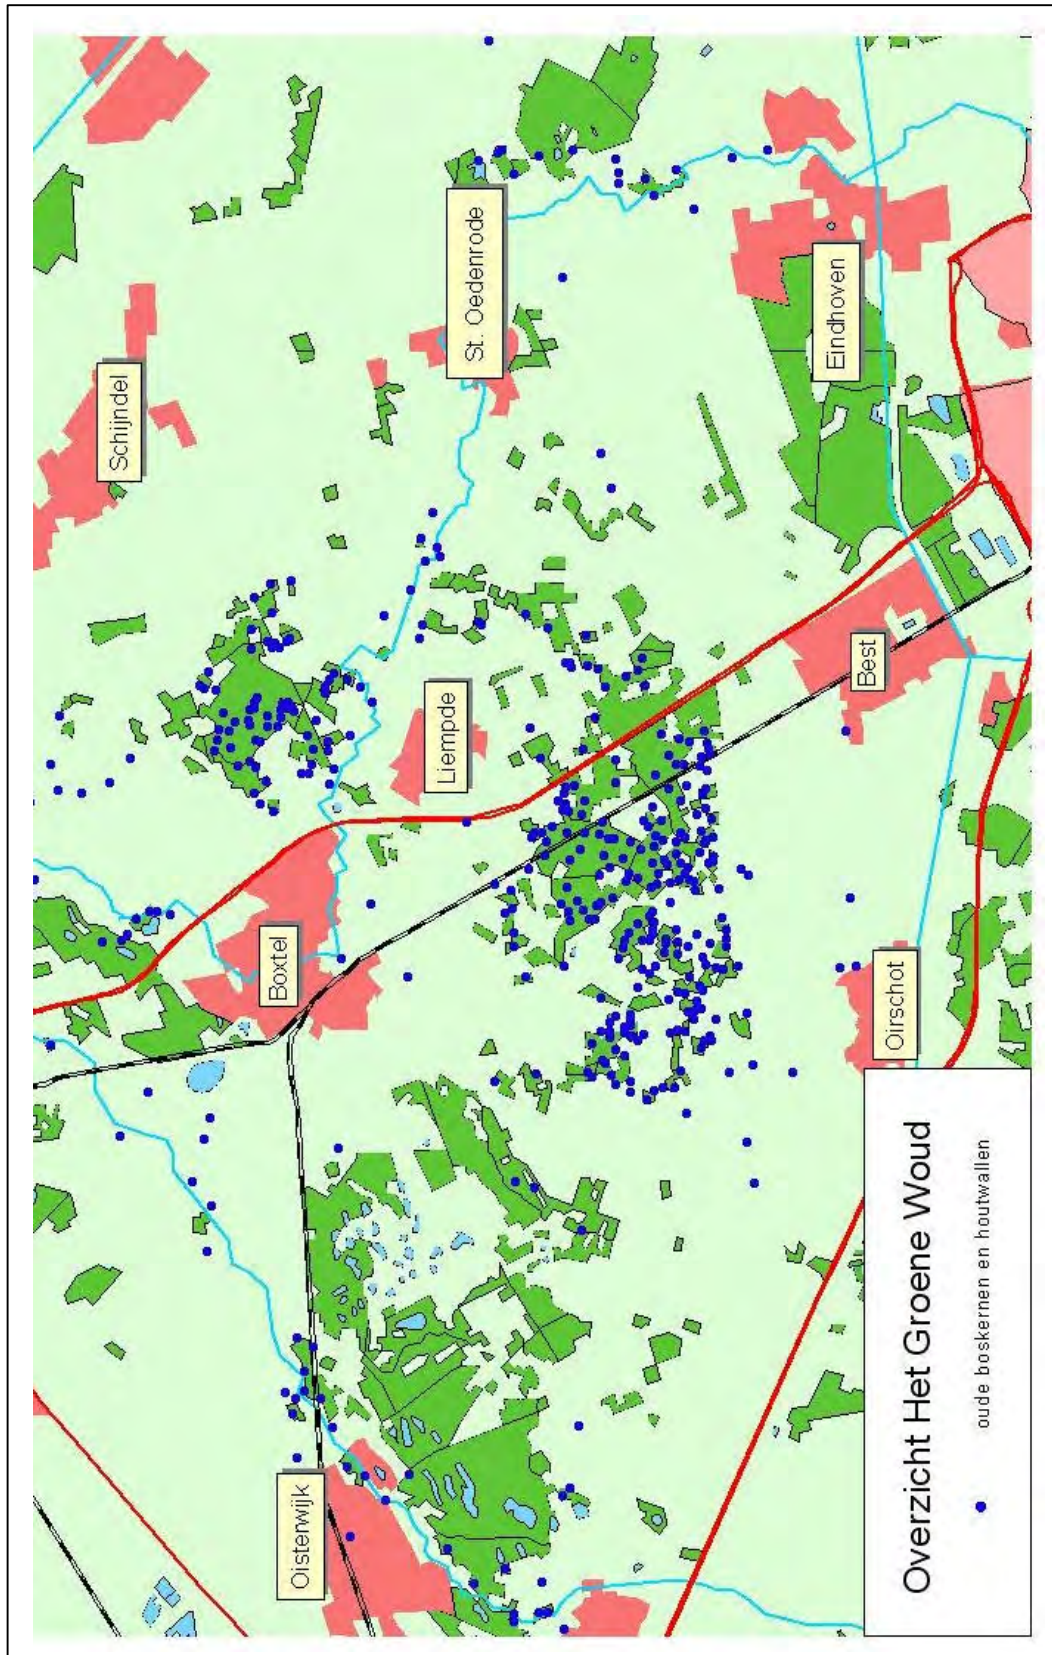 Schijndel
St. Oedenrode
Eindhoven
Liempde
Best
Boxtel
Oirschot
Oisterwijk
Overzicht Het Groene Woud
oude boskernen en houtwallen